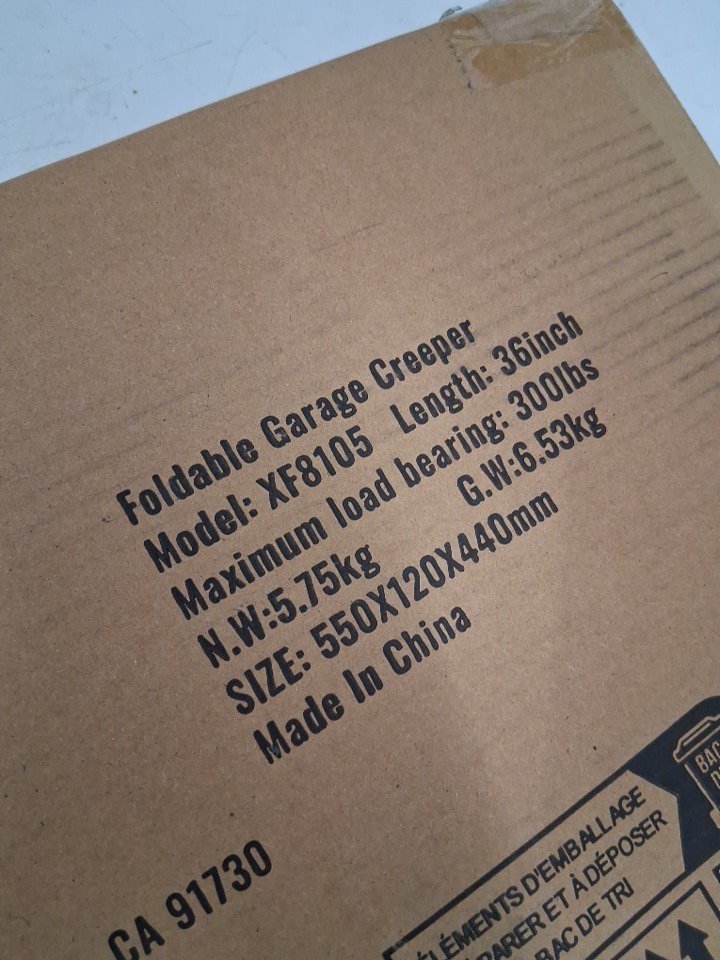 Foldable Garage Creeper
Model: XF8105 Length: 36inch
Maximum load bearing: 300lbs
N.W:5.75kg G.W:6.53kg
SIZE: 550X120X440mm
Made In China
CA 91730
ÉLÉMENTS D'EMBALLAGE
ET À DÉPOSER
BAC DE TRI
BAC